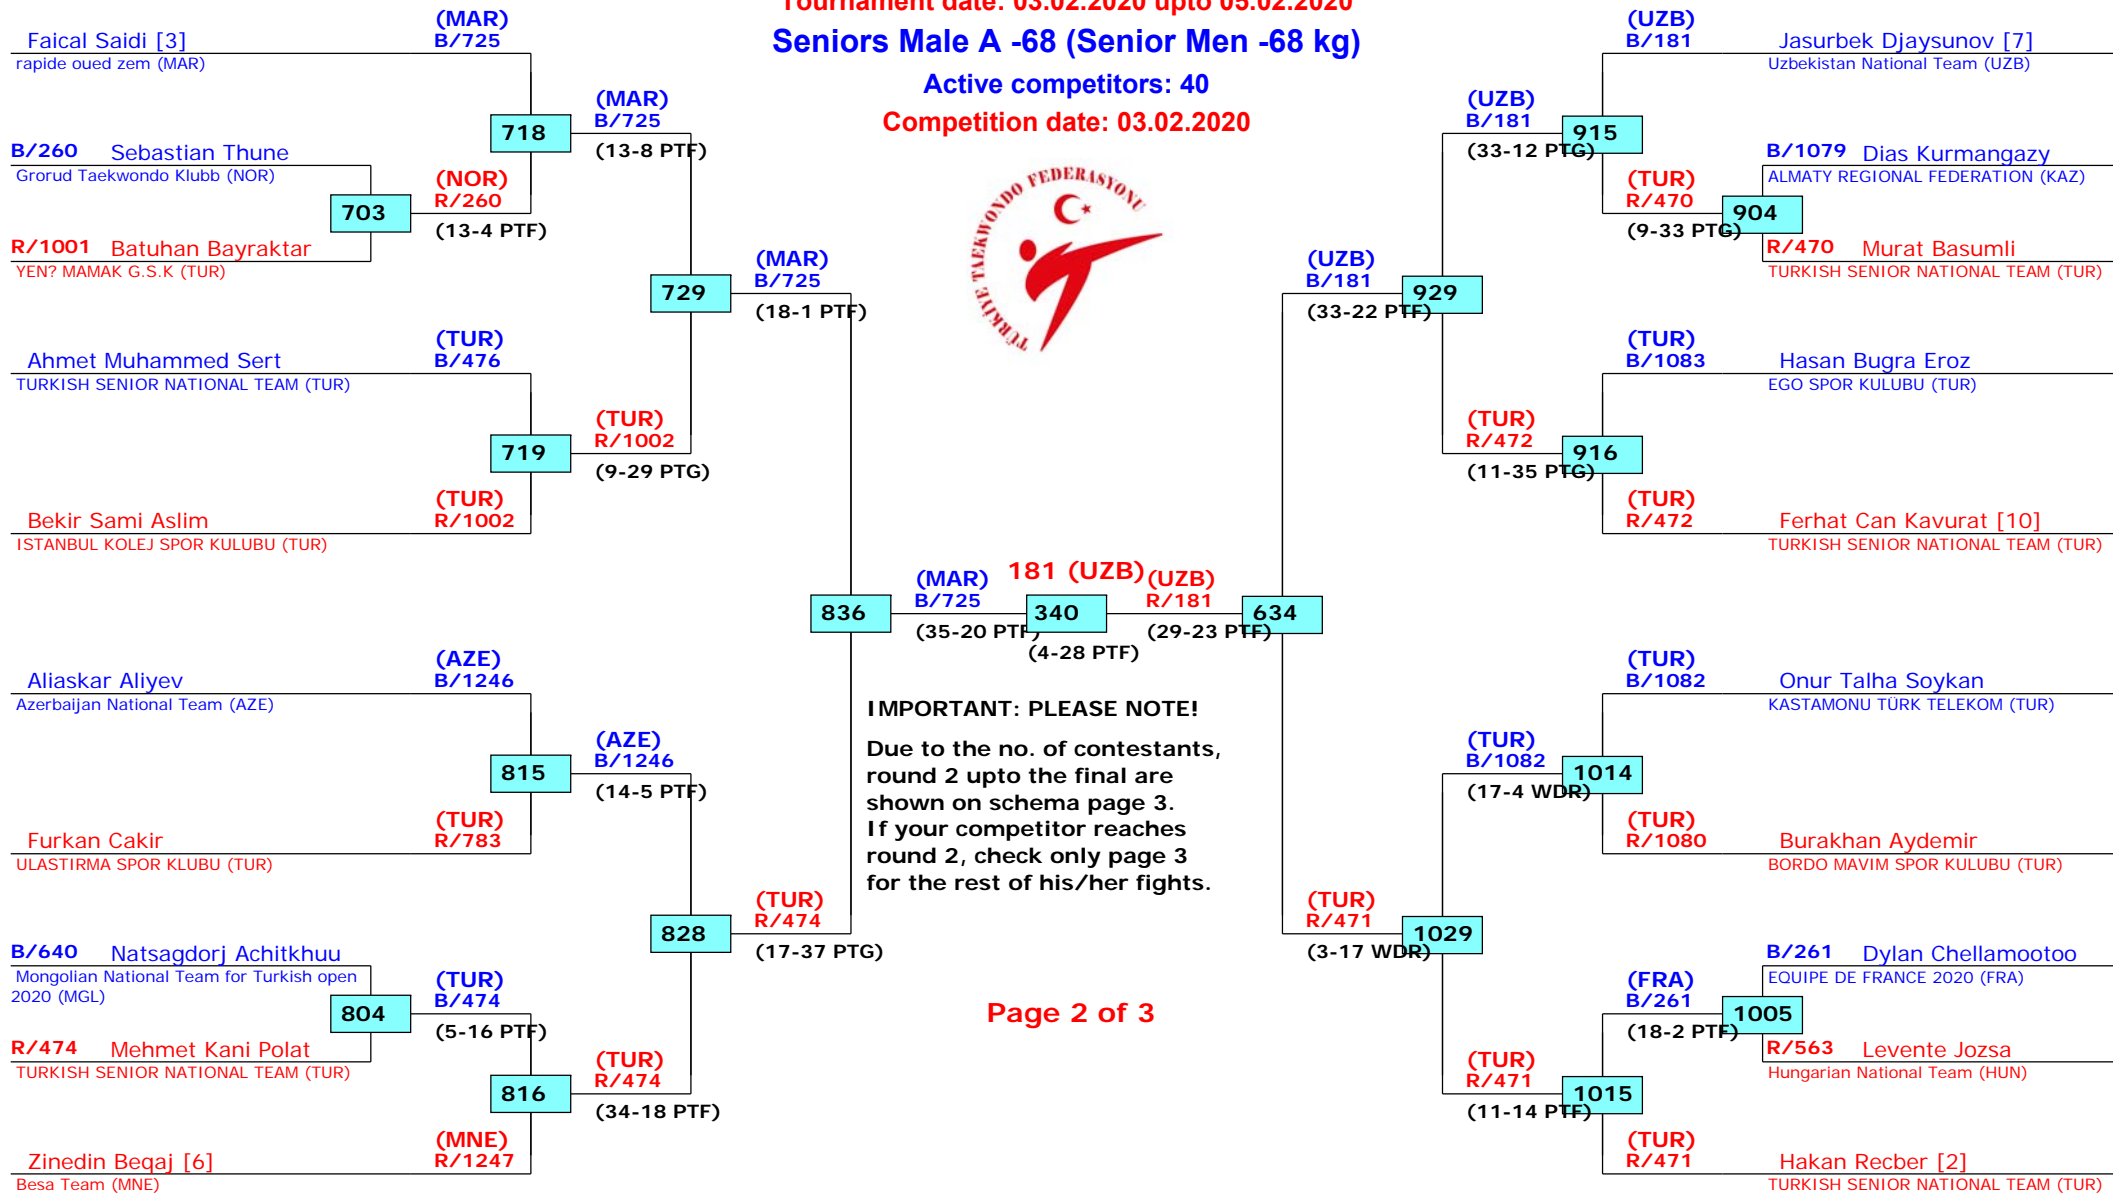 Tournament date: 03.02.2020 upto 05.02.2020
Seniors Male A -68 (Senior Men -68 kg)
Active competitors: 40
Competition date: 03.02.2020
TÜRKİYE TAEKWONDO FEDERASYONU
Faical Saidi [3]
rapide oued zem (MAR)
(MAR)
B/725
718
(MAR)
B/725
(13-8 PTF)
B/260 Sebastian Thune
Grorud Taekwondo Klubb (NOR)
703
(NOR)
R/260
(13-4 PTF)
R/1001 Batuhan Bayraktar
YEN? MAMAK G.S.K (TUR)
729
(MAR)
B/725
(18-1 PTF)
Ahmet Muhammed Sert
TURKISH SENIOR NATIONAL TEAM (TUR)
(TUR)
B/476
719
(TUR)
R/1002
(9-29 PTG)
Bekir Sami Aslim
ISTANBUL KOLEJ SPOR KULUBU (TUR)
(TUR)
R/1002
836
(MAR)
B/725
(35-20 PTF)
181 (UZB)
340
(4-28 PTF)
(UZB)
R/181
(29-23 PTF)
634
Aliaskar Aliyev
Azerbaijan National Team (AZE)
(AZE)
B/1246
815
(AZE)
B/1246
(14-5 PTF)
Furkan Cakir
ULASTIRMA SPOR KLUBU (TUR)
(TUR)
R/783
828
(TUR)
R/474
(17-37 PTG)
B/640 Natsagdorj Achitkhuu
Mongolian National Team for Turkish open
2020 (MGL)
804
(TUR)
B/474
(5-16 PTF)
R/474 Mehmet Kani Polat
TURKISH SENIOR NATIONAL TEAM (TUR)
816
(TUR)
R/474
(34-18 PTF)
Zinedin Beqaj [6]
Besa Team (MNE)
(MNE)
R/1247
IMPORTANT: PLEASE NOTE!
Due to the no. of contestants,
round 2 upto the final are
shown on schema page 3.
If your competitor reaches
round 2, check only page 3
for the rest of his/her fights.
Page 2 of 3
(UZB)
B/181
Jasurbek Djaysunov [7]
Uzbekistan National Team (UZB)
(UZB)
B/181
(33-12 PTG)
915
B/1079 Dias Kurmangazy
ALMATY REGIONAL FEDERATION (KAZ)
(TUR)
R/470
(9-33 PTG)
904
R/470 Murat Basumli
TURKISH SENIOR NATIONAL TEAM (TUR)
(UZB)
B/181
(33-22 PTF)
929
(TUR)
B/1083
Hasan Bugra Eroz
EGO SPOR KULUBU (TUR)
(TUR)
R/472
(11-35 PTG)
916
(TUR)
R/472
Ferhat Can Kavurat [10]
TURKISH SENIOR NATIONAL TEAM (TUR)
(TUR)
B/1082
Onur Talha Soykan
KASTAMONU TÜRK TELEKOM (TUR)
(TUR)
B/1082
(17-4 WDR)
1014
(TUR)
R/1080
Burakhan Aydemir
BORDO MAVIM SPOR KULUBU (TUR)
(TUR)
R/471
(3-17 WDR)
1029
B/261 Dylan Chellamootoo
EQUIPE DE FRANCE 2020 (FRA)
(FRA)
B/261
(18-2 PTF)
1005
R/563 Levente Jozsa
Hungarian National Team (HUN)
(TUR)
R/471
(11-14 PTF)
1015
(TUR)
R/471
Hakan Recber [2]
TURKISH SENIOR NATIONAL TEAM (TUR)